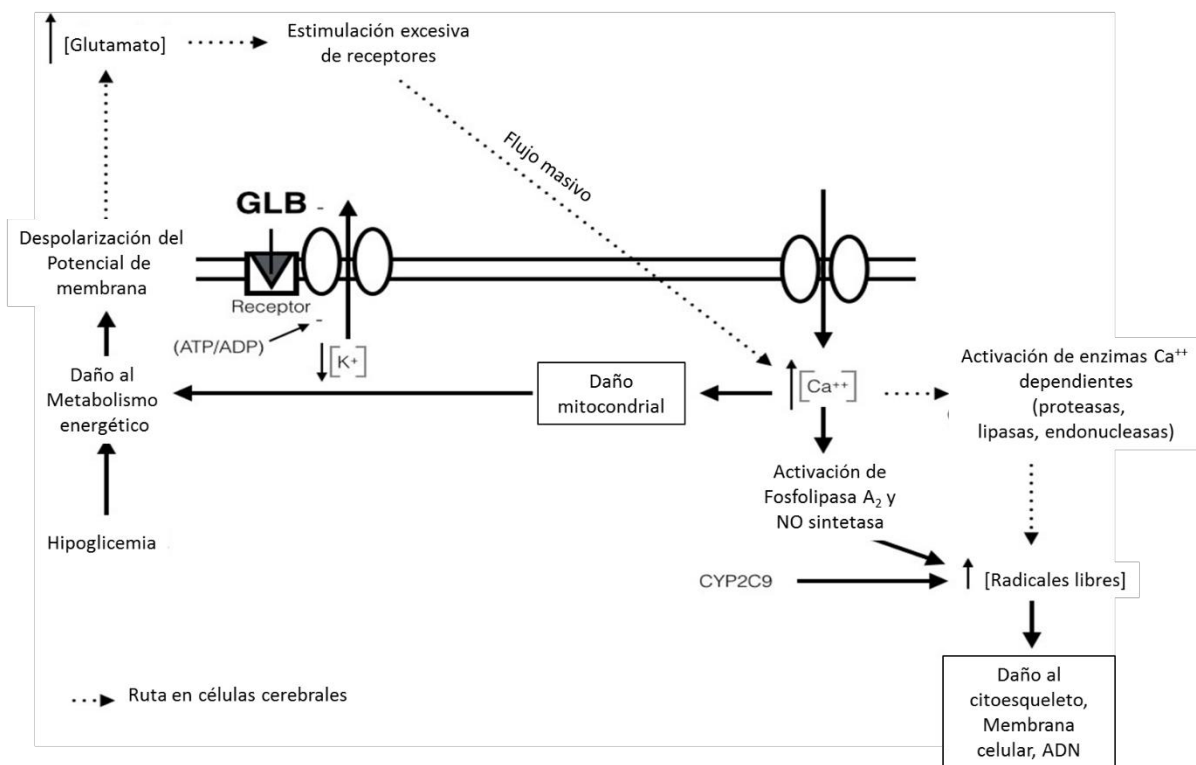 [Glutamato]
Estimulación excesiva
de receptores
Flujo masivo
GLB -
Despolarización del
Potencial de
membrana
Receptor
-
(ATP/ADP)
[K⁺]
Daño al
Metabolismo
energético
Daño
mitocondrial
[Ca⁺⁺]
Activación de enzimas Ca⁺⁺
dependientes
(proteasas,
lipasas, endonucleasas)
Activación de
Fosfolipasa A₂ y
NO sintetasa
Hipoglicemia
CYP2C9
[Radicales libres]
Ruta en células cerebrales
Daño al
citoesqueleto,
Membrana
celular, ADN